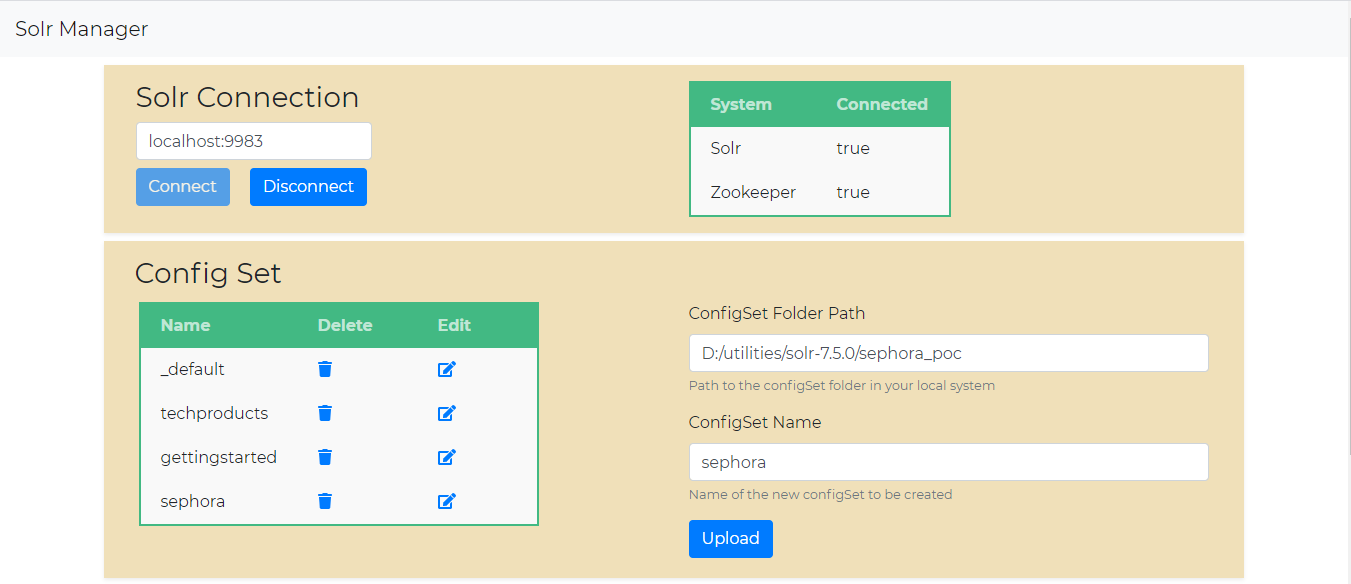 Solr Manager
Solr Connection
localhost:9983
Connect Disconnect
System Connected
Solr true
Zookeeper true
Config Set
Name Delete Edit
_default
techproducts
gettingstarted
sephora
ConfigSet Folder Path
D:/utilities/solr-7.5.0/sephora_poc
Path to the configSet folder in your local system
ConfigSet Name
sephora
Name of the new configSet to be created
Upload